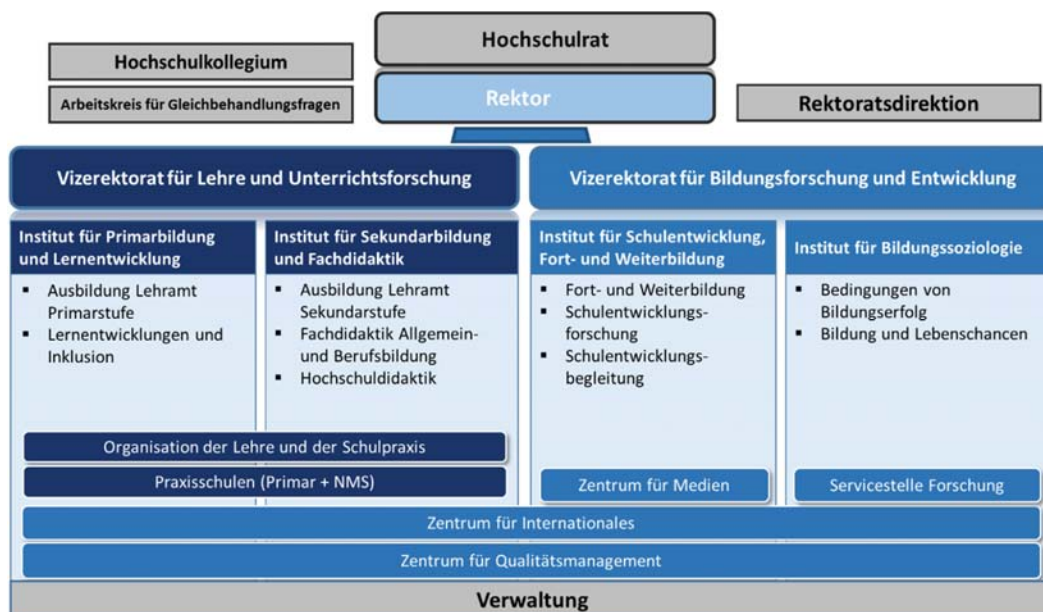 Hochschulrat
Hochschulkollegium
Arbeitskreis für Gleichbehandlungsfragen
Rektor
Rektoratsdirektion
Vizerektorat für Lehre und Unterrichtsforschung
Vizerektorat für Bildungsforschung und Entwicklung
Institut für Primarbildung
und Lernentwicklung
▪ Ausbildung Lehramt
Primarstufe
▪ Lernentwicklungen und
Inklusion
Institut für Sekundarbildung
und Fachdidaktik
▪ Ausbildung Lehramt
Sekundarstufe
▪ Fachdidaktik Allgemein-
und Berufsbildung
▪ Hochschuldidaktik
Institut für Schulentwicklung,
Fort- und Weiterbildung
▪ Fort- und Weiterbildung
▪ Schulentwicklungs-
forschung
▪ Schulentwicklungs-
begleitung
Institut für Bildungssoziologie
▪ Bedingungen von
Bildungserfolg
▪ Bildung und Lebenschancen
Organisation der Lehre und der Schulpraxis
Praxisschulen (Primar + NMS)
Zentrum für Medien
Servicestelle Forschung
Zentrum für Internationales
Zentrum für Qualitätsmanagement
Verwaltung